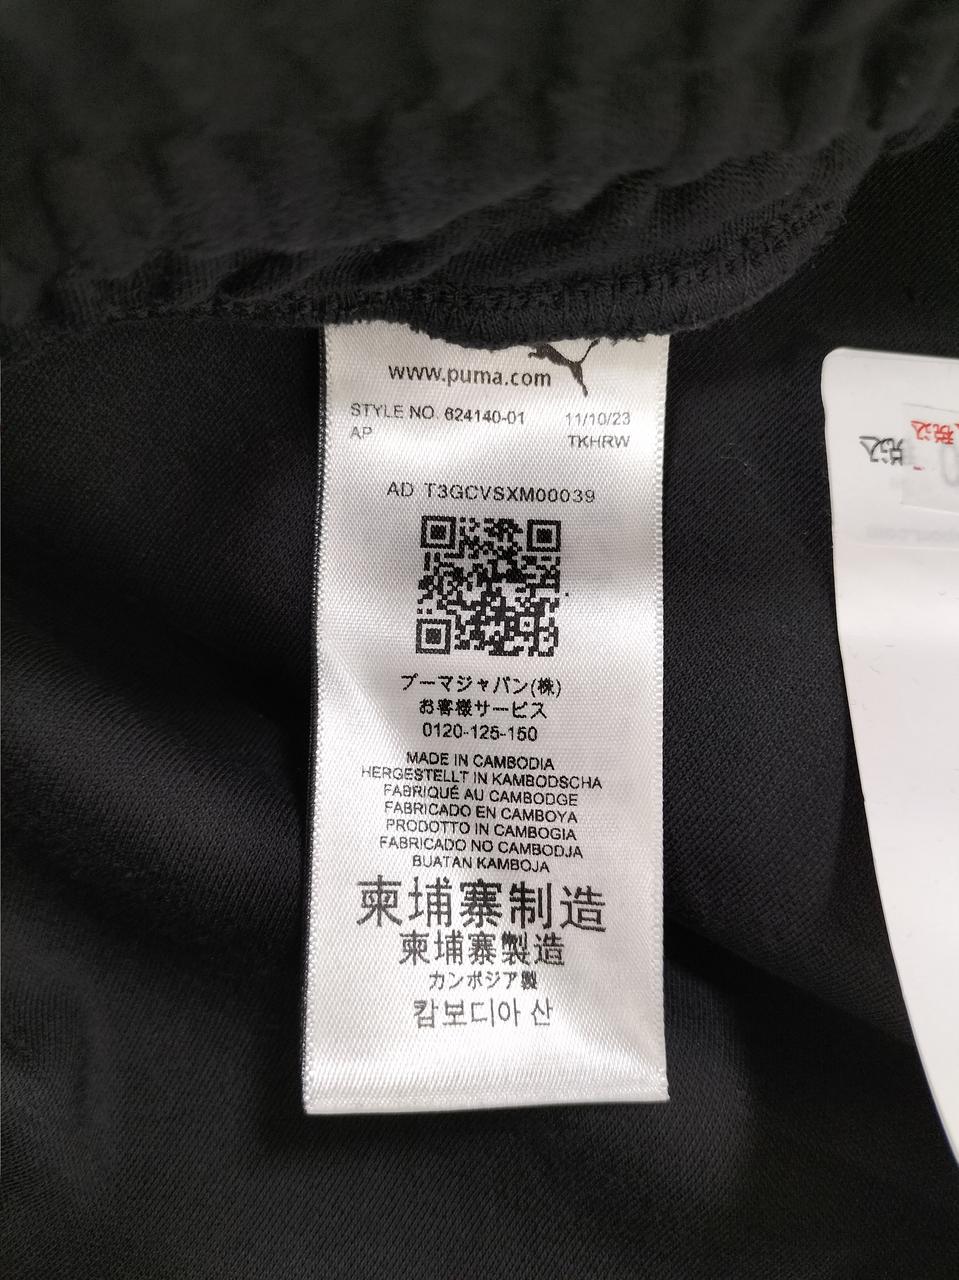 www.puma.com
STYLE NO. 624140-01 11/10/23
AP TKHRW
AD T3GCVSXM00039
プーマジャパン(株)
お客様サービス
0120-125-150
MADE IN CAMBODIA
HERGESTELLT IN KAMBODSCHA
FABRIQUÉ AU CAMBODGE
FABRICADO EN CAMBOYA
PRODOTTO IN CAMBOGIA
FABRICADO NO CAMBODJA
BUATAN KAMBOJA
柬埔寨制造
柬埔寨製造
カンボジア製
캄보디아 산
税込